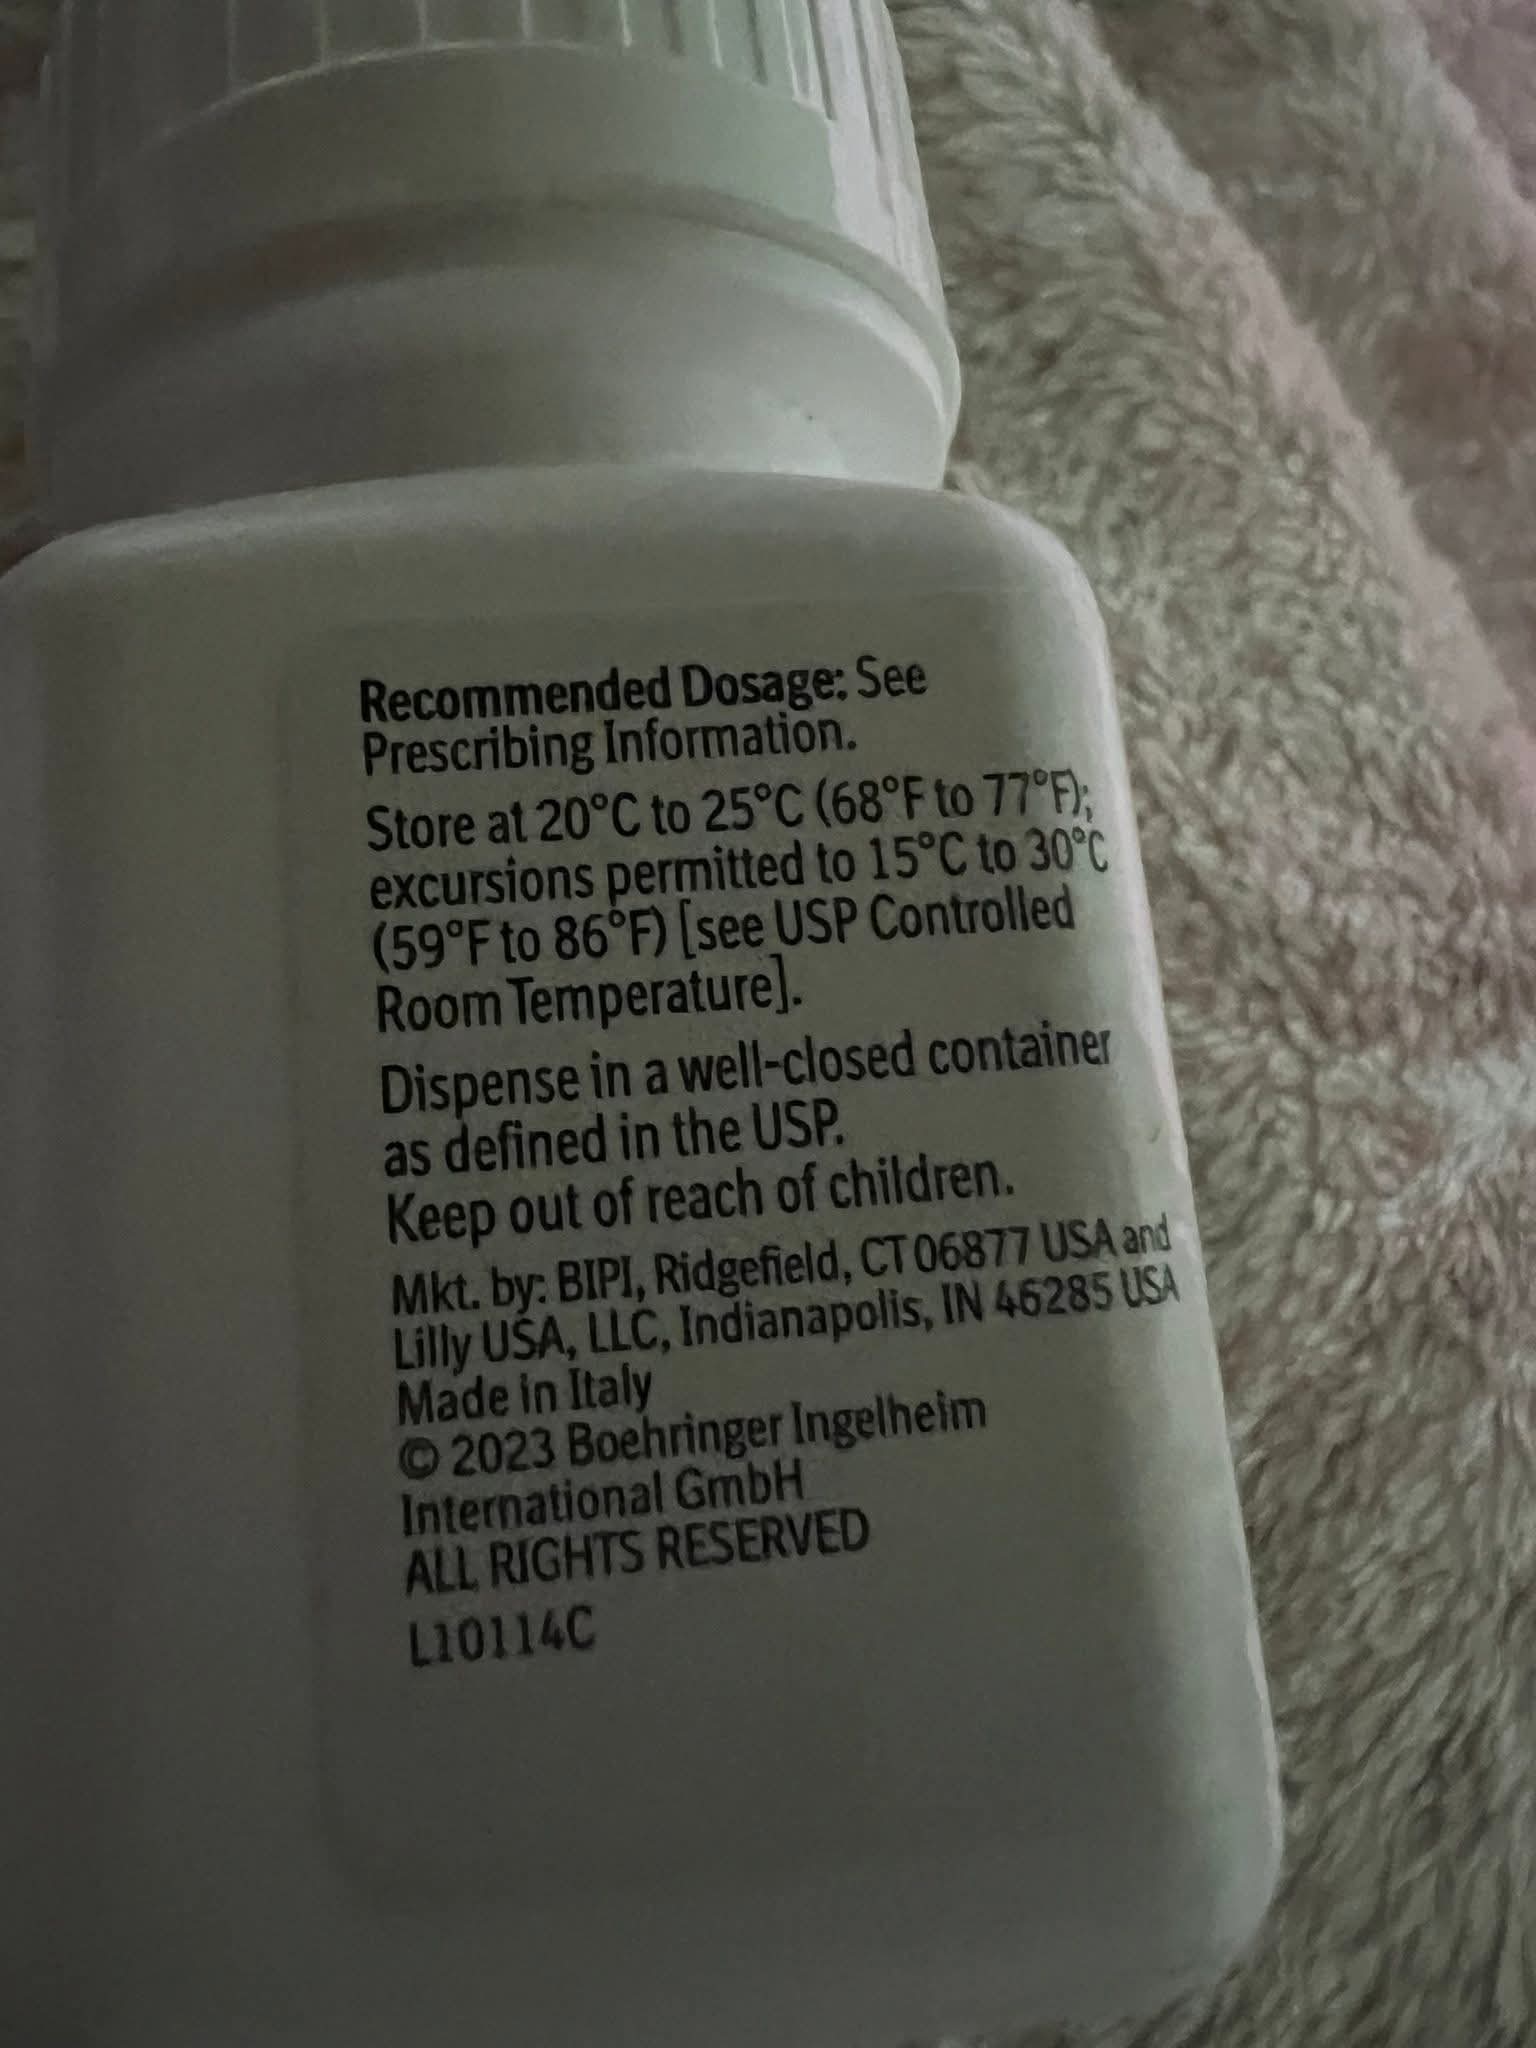 Recommended Dosage: See
Prescribing Information.
Store at 20°C to 25°C (68°F to 77°F);
excursions permitted to 15°C to 30°C
(59°F to 86°F) [see USP Controlled
Room Temperature].
Dispense in a well-closed container
as defined in the USP.
Keep out of reach of children.
Mkt. by: BIPI, Ridgefield, CT 06877 USA and
Lilly USA, LLC, Indianapolis, IN 46285 USA
Made in Italy
© 2023 Boehringer Ingelheim
International GmbH
ALL RIGHTS RESERVED
L10114C